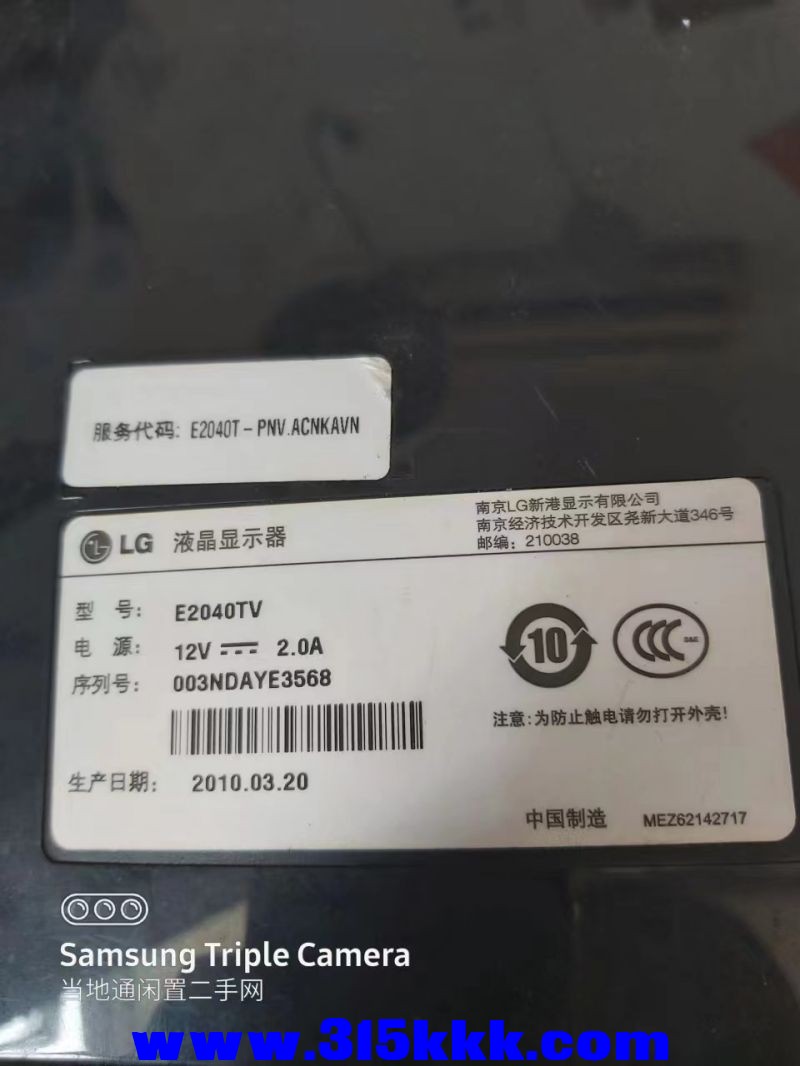 服务代码: E2040T-PNV.ACNKAVN
LG 液晶显示器
南京LG新港显示有限公司
南京经济技术开发区尧新大道346号
邮编: 210038
型 号: E2040TV
电 源: 12V 2.0A
序列号: 003NDAYE3568
10
CCC S&E
注意:为防止触电请勿打开外壳!
生产日期: 2010.03.20
中国制造 MEZ62142717
Samsung Triple Camera
当地通闲置二手网
www.315kkk.com